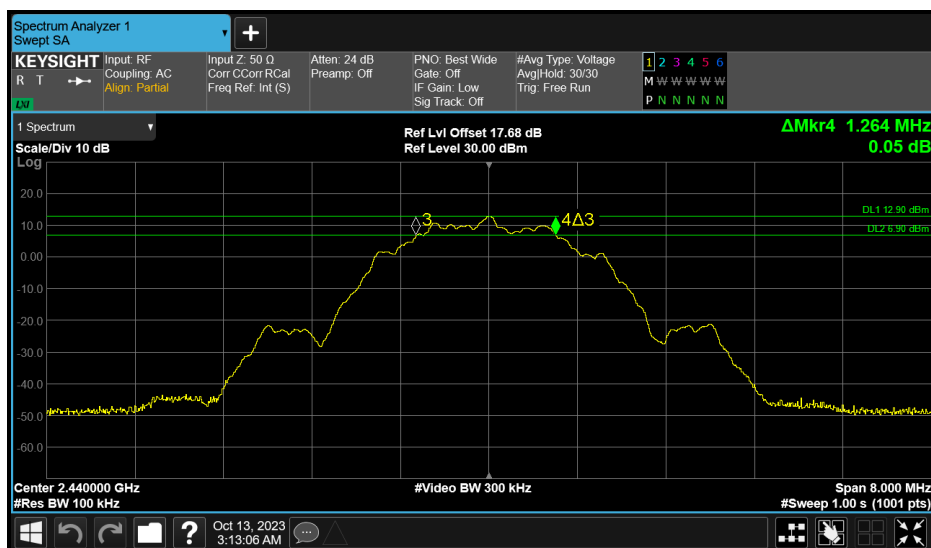 Spectrum Analyzer 1
Swept SA
KEYSIGHT
R T
LXI
Input: RF
Coupling: AC
Align: Partial
Input Z: 50 Ω
Corr CCorr RCal
Freq Ref: Int (S)
Atten: 24 dB
Preamp: Off
PNO: Best Wide
Gate: Off
IF Gain: Low
Sig Track: Off
#Avg Type: Voltage
Avg|Hold: 30/30
Trig: Free Run
1 2 3 4 5 6
M W W W W W
P N N N N N
1 Spectrum
Scale/Div 10 dB
Log
Ref Lvl Offset 17.68 dB
Ref Level 30.00 dBm
ΔMkr4 1.264 MHz
0.05 dB
20.0
10.0
0.00
-10.0
-20.0
-30.0
-40.0
-50.0
-60.0
3
4Δ3
DL1 12.90 dBm
DL2 6.90 dBm
Center 2.440000 GHz
#Res BW 100 kHz
#Video BW 300 kHz
Span 8.000 MHz
#Sweep 1.00 s (1001 pts)
?
Oct 13, 2023
3:13:06 AM